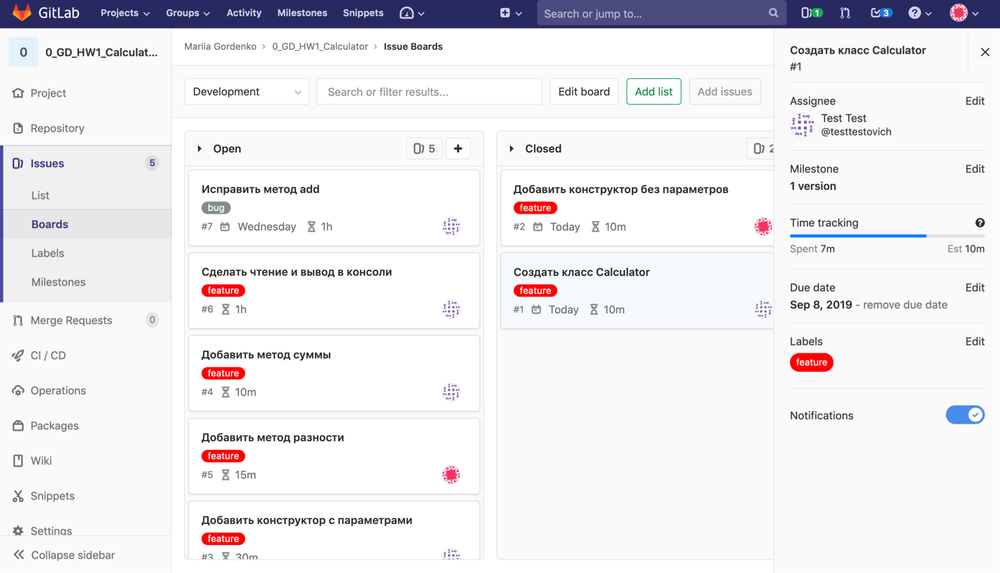 GitLab Projects Groups Activity Milestones Snippets Search or jump to... 1 3
0 0_GD_HW1_Calculat...
Project
Repository
Issues 5
List
Boards
Labels
Milestones
Merge Requests 0
CI / CD
Operations
Packages
Wiki
Snippets
Settings
Collapse sidebar
Mariia Gordenko › 0_GD_HW1_Calculator › Issue Boards
Development Search or filter results... Edit board Add list Add issues
Open 5
Исправить метод add
bug
#7 Wednesday 1h
Сделать чтение и вывод в консоли
feature
#6 1h
Добавить метод суммы
feature
#4 10m
Добавить метод разности
feature
#5 15m
Добавить конструктор с параметрами
feature
#3 30m
Closed 2
Добавить конструктор без параметров
feature
#2 Today 10m
Создать класс Calculator
feature
#1 Today 10m
Создать класс Calculator
#1
Assignee Edit
Test Test
@testtestovich
Milestone Edit
1 version
Time tracking
Spent 7m Est 10m
Due date Edit
Sep 8, 2019 - remove due date
Labels Edit
feature
Notifications